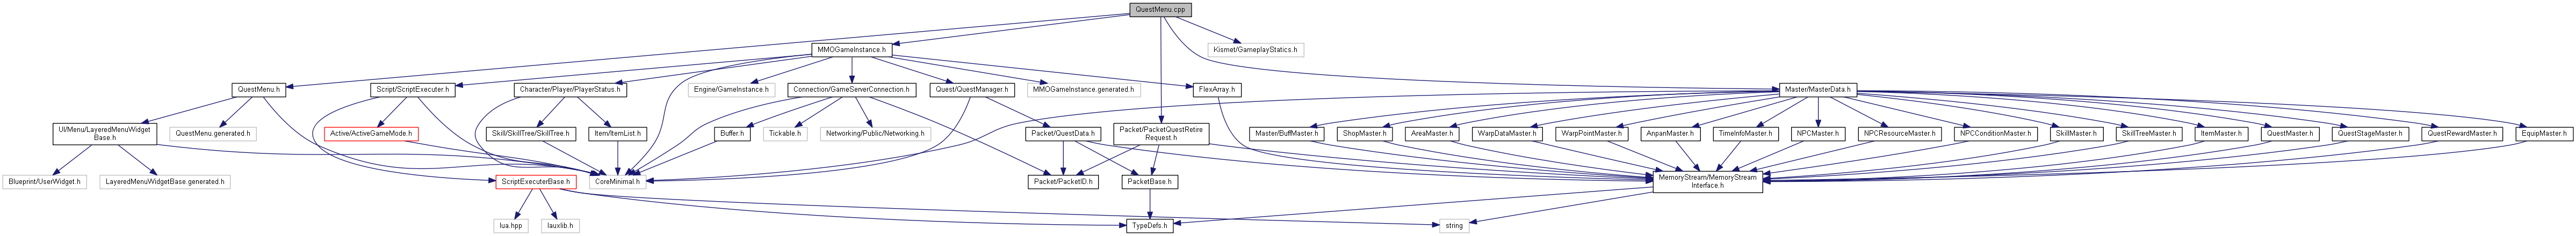 QuestMenu.cpp
MMOGameInstance.h
Kismet/GameplayStatics.h
QuestMenu.h
Script/ScriptExecuter.h
Character/Player/PlayerStatus.h
Engine/GameInstance.h
Connection/GameServerConnection.h
Quest/QuestManager.h
MMOGameInstance.generated.h
FlexArray.h
Master/MasterData.h
UI/Menu/LayeredMenuWidget
Base.h
QuestMenu.generated.h
Active/ActiveGameMode.h
Skill/SkillTree/SkillTree.h
Item/ItemList.h
Buffer.h
Tickable.h
Networking/Public/Networking.h
Packet/QuestData.h
Packet/PacketQuestRetire
Request.h
Master/BuffMaster.h
ShopMaster.h
AreaMaster.h
WarpDataMaster.h
WarpPointMaster.h
AnpanMaster.h
TimeInfoMaster.h
NPCMaster.h
NPCResourceMaster.h
NPCConditionMaster.h
SkillMaster.h
SkillTreeMaster.h
ItemMaster.h
QuestMaster.h
QuestStageMaster.h
QuestRewardMaster.h
EquipMaster.h
Blueprint/UserWidget.h
LayeredMenuWidgetBase.generated.h
ScriptExecuterBase.h
CoreMinimal.h
Packet/PacketID.h
PacketBase.h
MemoryStream/MemoryStream
Interface.h
lua.hpp
lauxlib.h
TypeDefs.h
string